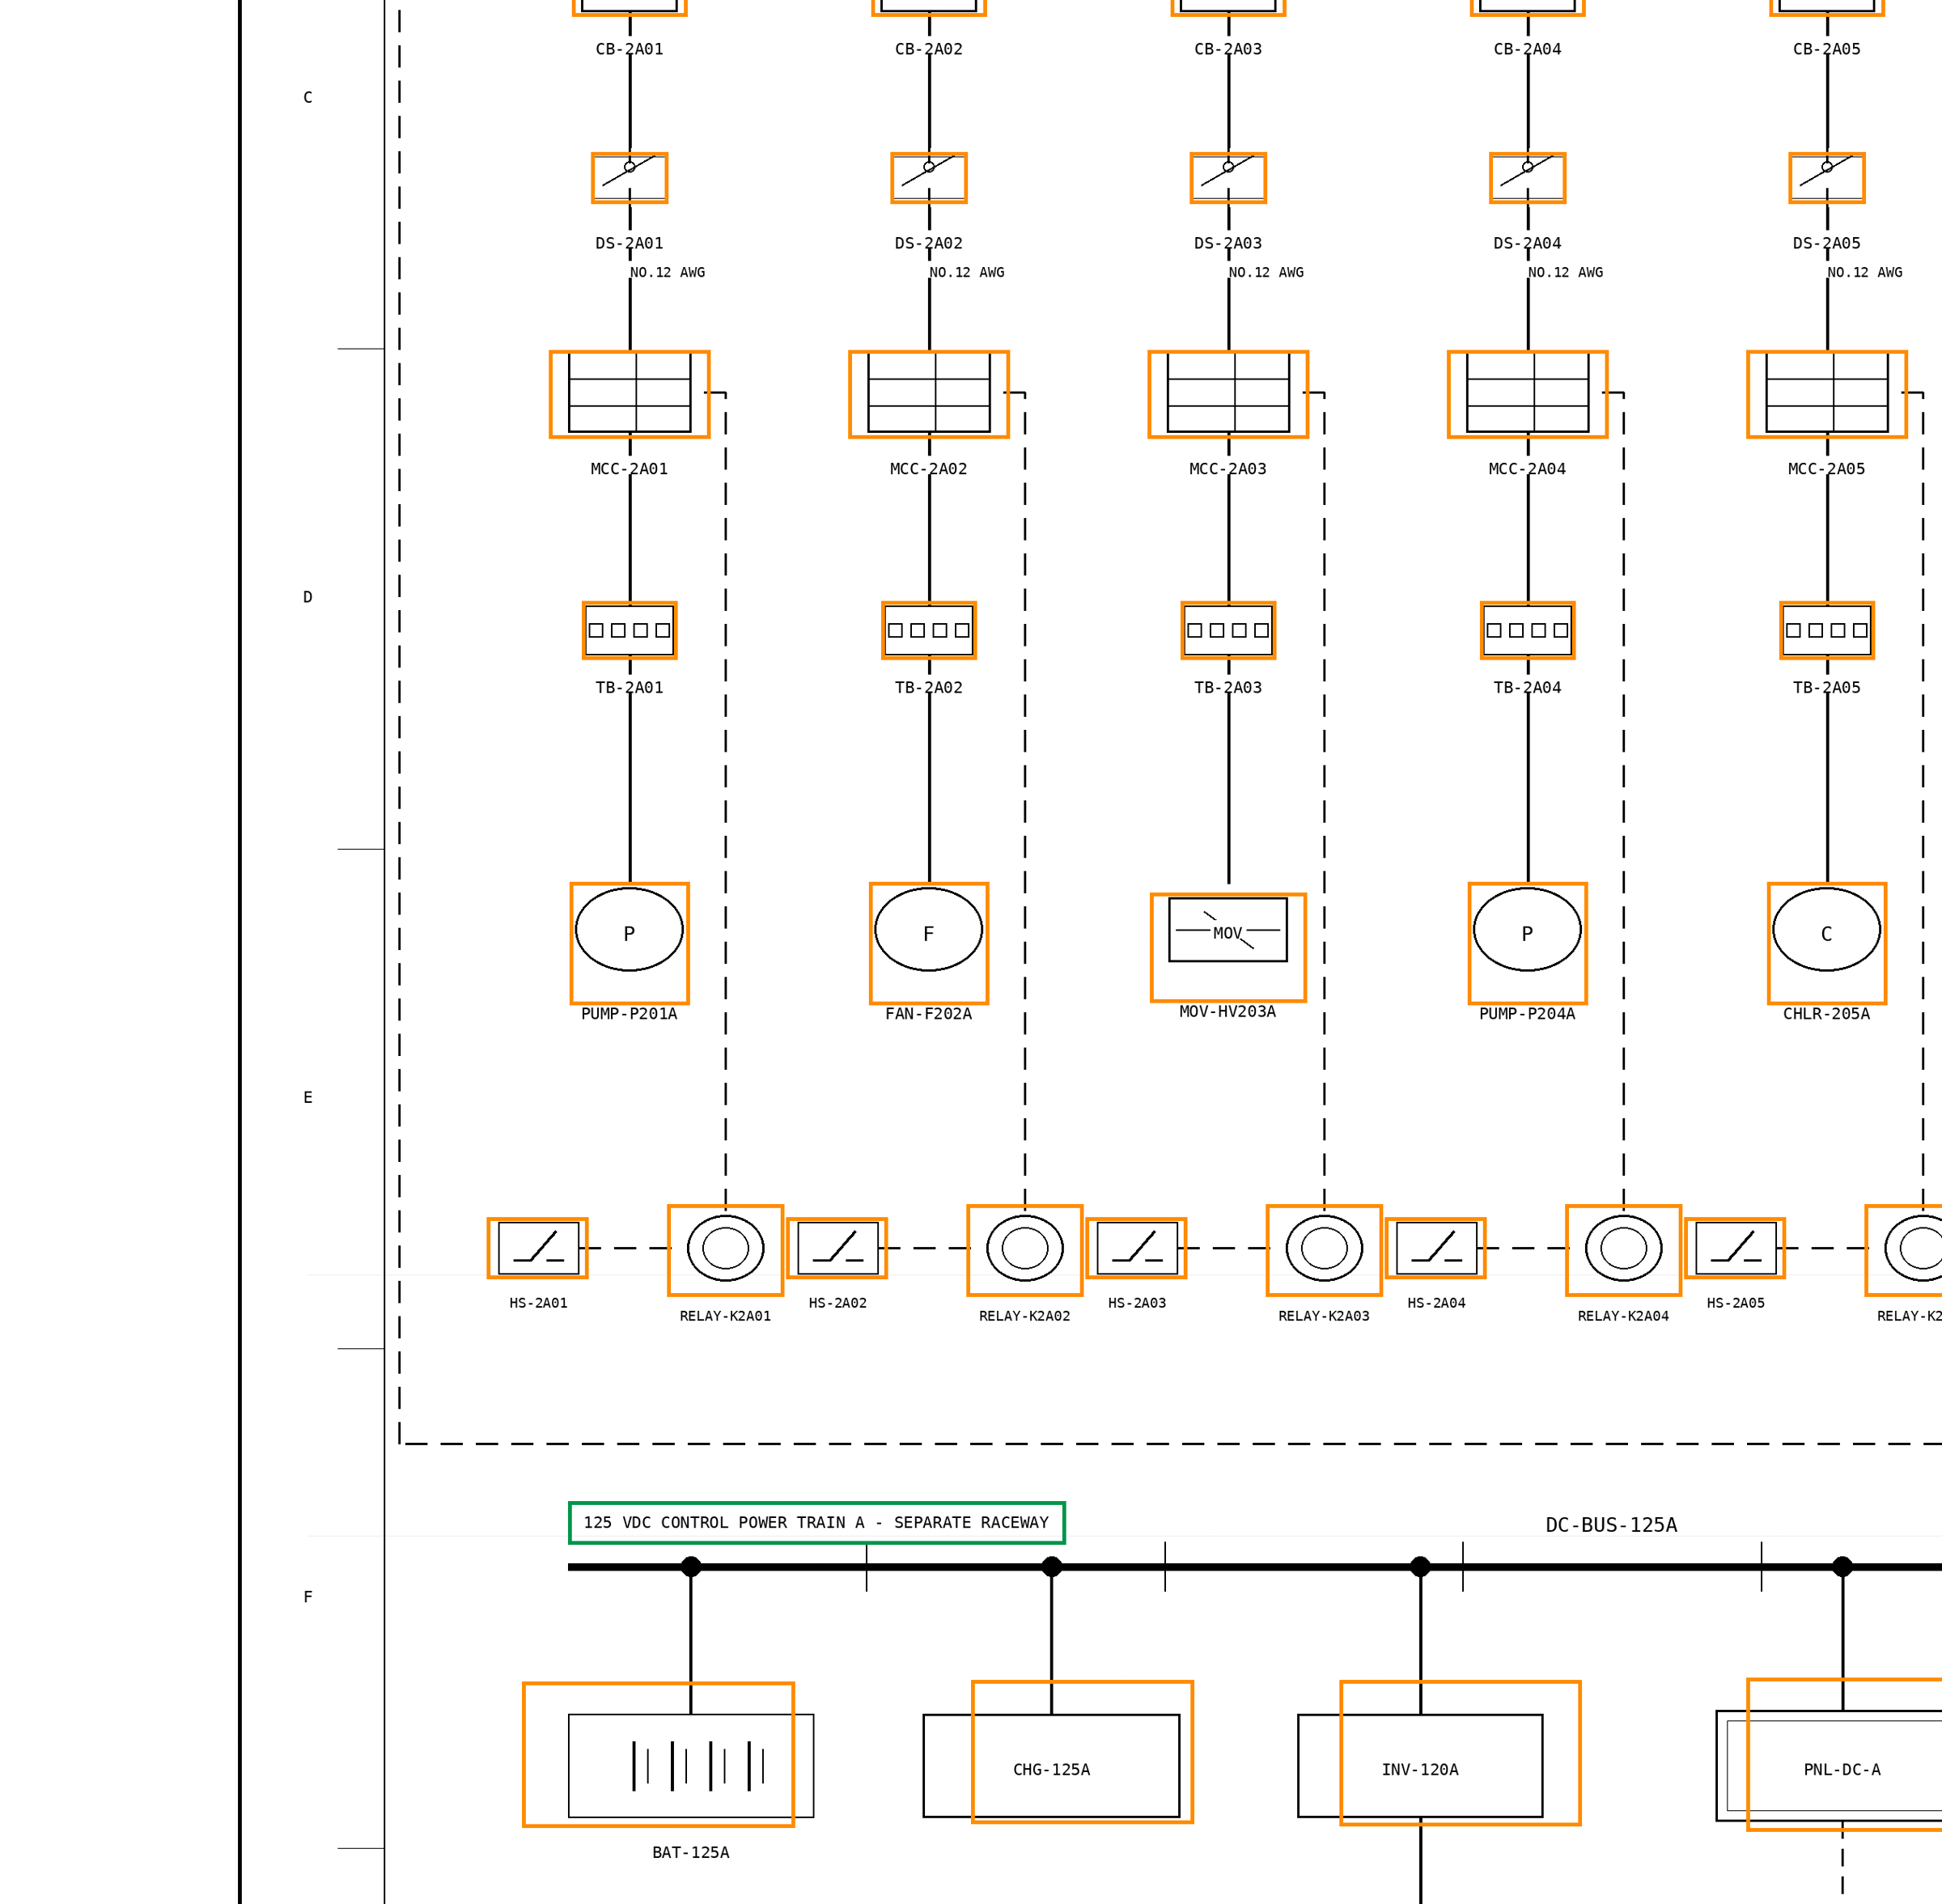 CB-2A01 CB-2A02 CB-2A03 CB-2A04 CB-2A05
C
DS-2A01 DS-2A02 DS-2A03 DS-2A04 DS-2A05
NO.12 AWG NO.12 AWG NO.12 AWG NO.12 AWG NO.12 AWG
MCC-2A01 MCC-2A02 MCC-2A03 MCC-2A04 MCC-2A05
D
TB-2A01 TB-2A02 TB-2A03 TB-2A04 TB-2A05
P F MOV P C
PUMP-P201A FAN-F202A MOV-HV203A PUMP-P204A CHLR-205A
E
HS-2A01 HS-2A02 HS-2A03 HS-2A04 HS-2A05
RELAY-K2A01 RELAY-K2A02 RELAY-K2A03 RELAY-K2A04 RELAY-K2
125 VDC CONTROL POWER TRAIN A - SEPARATE RACEWAY DC-BUS-125A
F
CHG-125A INV-120A PNL-DC-A
BAT-125A